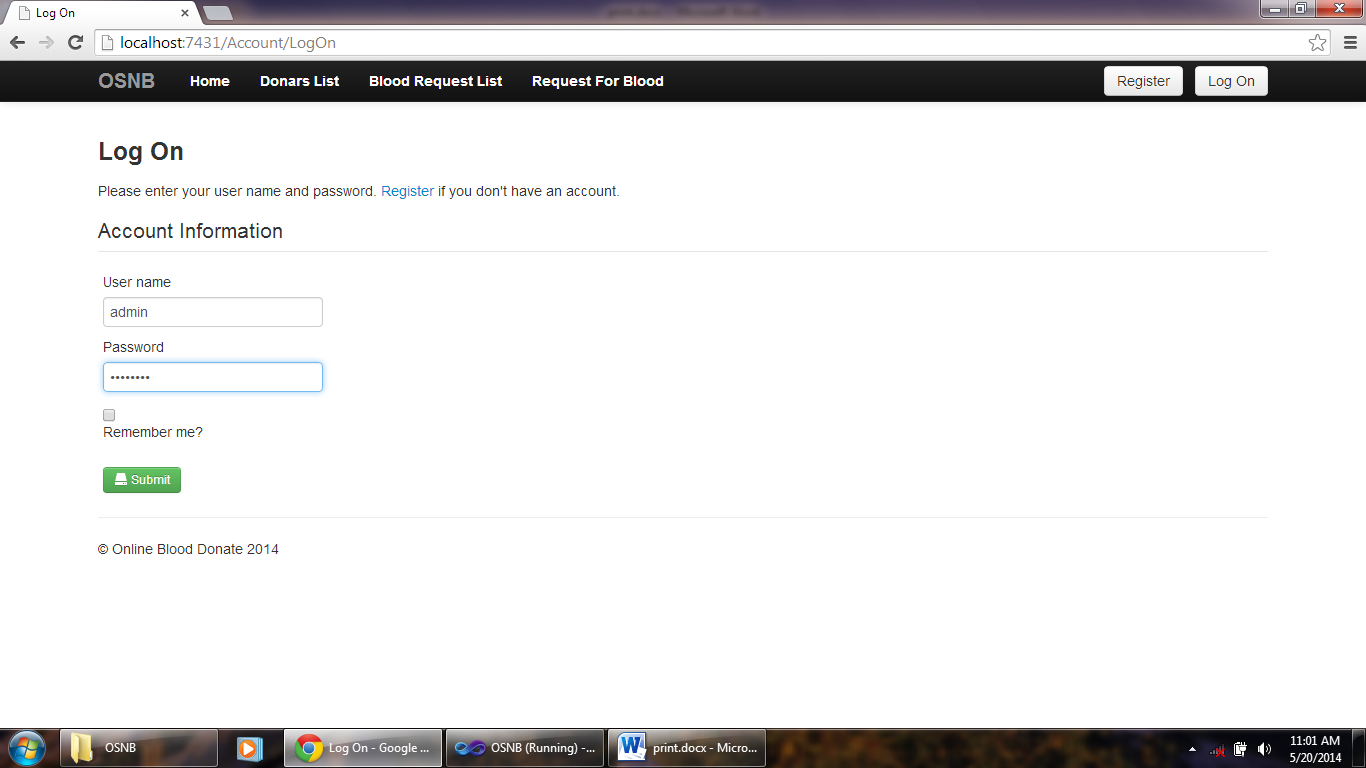 Log On
localhost:7431/Account/LogOn
OSNB Home Donars List Blood Request List Request For Blood Register Log On
Log On
Please enter your user name and password. Register if you don't have an account.
Account Information
User name
admin
Password
••••••••
Remember me?
Submit
© Online Blood Donate 2014
OSNB Log On - Google ... OSNB (Running) -... print.docx - Micro... 11:01 AM
5/20/2014